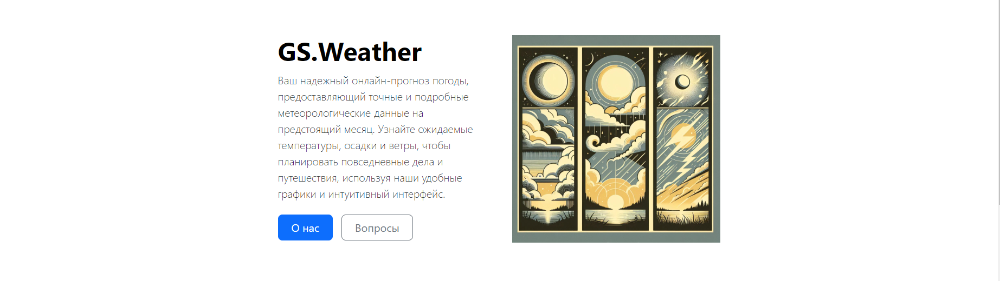 GS.Weather
Ваш надежный онлайн-прогноз погоды,
предоставляющий точные и подробные
метеорологические данные на
предстоящий месяц. Узнайте ожидаемые
температуры, осадки и ветры, чтобы
планировать повседневные дела и
путешествия, используя наши удобные
графики и интуитивный интерфейс.
О нас
Вопросы